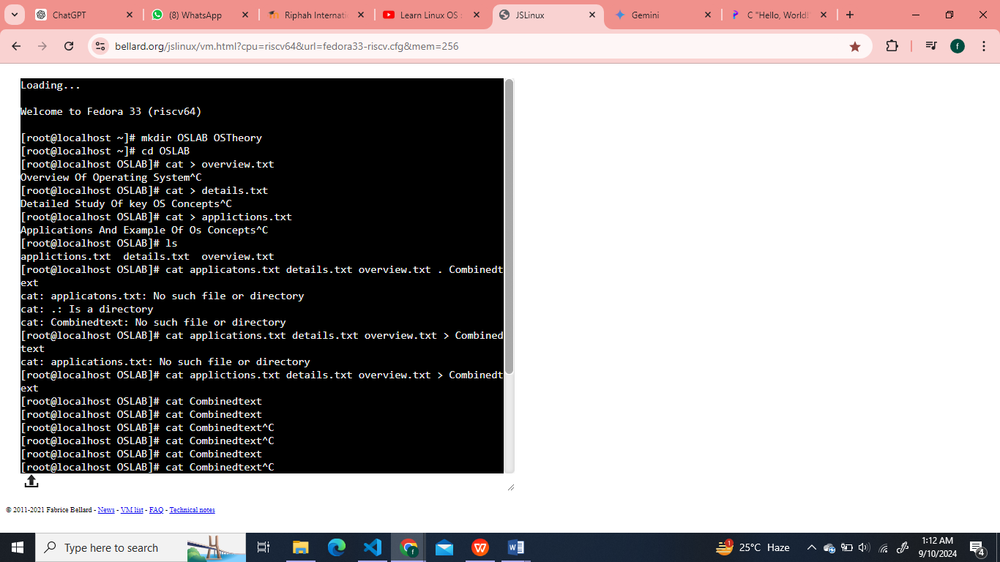 ChatGPT
(8) WhatsApp
Riphah Internatio
Learn Linux OS
JSLinux
Gemini
C "Hello, World!"
bellard.org/jslinux/vm.html?cpu=riscv64&url=fedora33-riscv.cfg&mem=256
f
Loading...
Welcome to Fedora 33 (riscv64)
[root@localhost ~]# mkdir OSLAB OSTheory
[root@localhost ~]# cd OSLAB
[root@localhost OSLAB]# cat > overview.txt
Overview Of Operating System^C
[root@localhost OSLAB]# cat > details.txt
Detailed Study Of key OS Concepts^C
[root@localhost OSLAB]# cat > applictions.txt
Applications And Example Of Os Concepts^C
[root@localhost OSLAB]# ls
applictions.txt  details.txt  overview.txt
[root@localhost OSLAB]# cat applicatons.txt details.txt overview.txt . Combinedt
ext
cat: applicatons.txt: No such file or directory
cat: .: Is a directory
cat: Combinedtext: No such file or directory
[root@localhost OSLAB]# cat applications.txt details.txt overview.txt > Combined
text
cat: applications.txt: No such file or directory
[root@localhost OSLAB]# cat applictions.txt details.txt overview.txt > Combinedt
ext
[root@localhost OSLAB]# cat Combinedtext
[root@localhost OSLAB]# cat Combinedtext
[root@localhost OSLAB]# cat Combinedtext^C
[root@localhost OSLAB]# cat Combinedtext^C
[root@localhost OSLAB]# cat Combinedtext
[root@localhost OSLAB]# cat Combinedtext^C
© 2011-2021 Fabrice Bellard - News - VM list - FAQ - Technical notes
Type here to search
1
25°C Haze
1:12 AM
9/10/2024
4